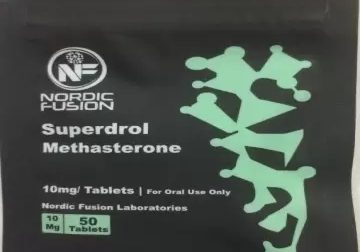 NF
NORDIC
FUSION
Superdrol
Methasterone
10mg/ Tablets | For Oral Use Only
Nordic Fusion Laboratories
10 50
Mg Tablets